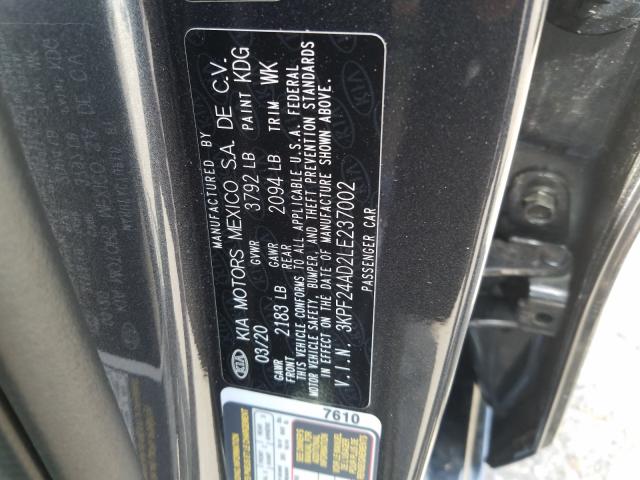 MANUFACTURED BY
KIA KIA MOTORS MEXICO S.A. DE C.V.
03/20 GVWR 3792 LB PAINT KDG
GAWR FRONT 2183 LB GAWR REAR 2094 LB TRIM WK
THIS VEHICLE CONFORMS TO ALL APPLICABLE U.S.A. FEDERAL
MOTOR VEHICLE SAFETY, BUMPER, AND THEFT PREVENTION STANDARDS
IN EFFECT ON THE DATE OF MANUFACTURE SHOWN ABOVE.
V.I.N. 3KPF24AD2LE237002
PASSENGER CAR
7610